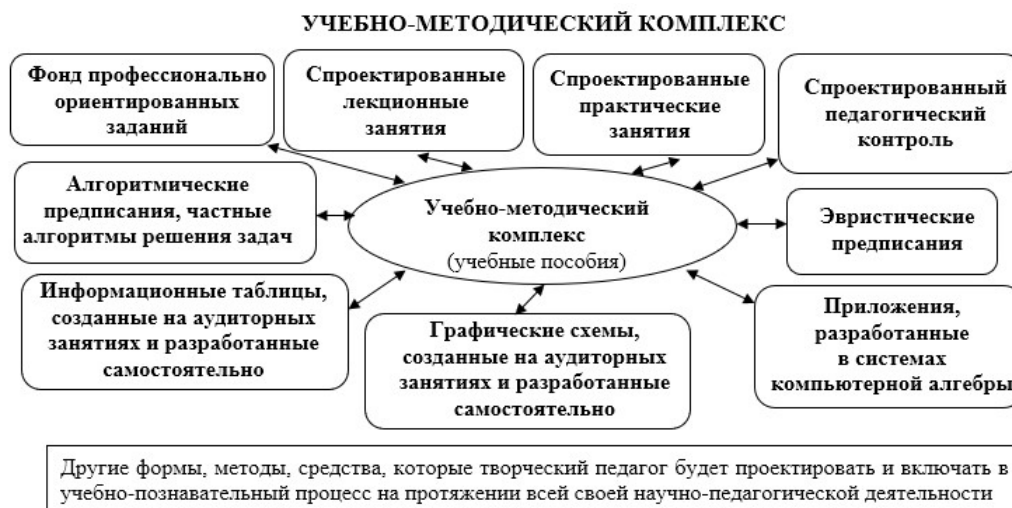 УЧЕБНО-МЕТОДИЧЕСКИЙ КОМПЛЕКС
Фонд профессионально
ориентированных
заданий
Спроектированные
лекционные
занятия
Спроектированные
практические
занятия
Спроектированный
педагогический
контроль
Алгоритмические
предписания, частные
алгоритмы решения задач
Учебно-методический
комплекс
(учебные пособия)
Эвристические
предписания
Информационные таблицы,
созданные на аудиторных
занятиях и разработанные
самостоятельно
Графические схемы,
созданные на аудиторных
занятиях и разработанные
самостоятельно
Приложения,
разработанные
в системах
компьютерной алгебры
Другие формы, методы, средства, которые творческий педагог будет проектировать и включать в
учебно-познавательный процесс на протяжении всей своей научно-педагогической деятельности